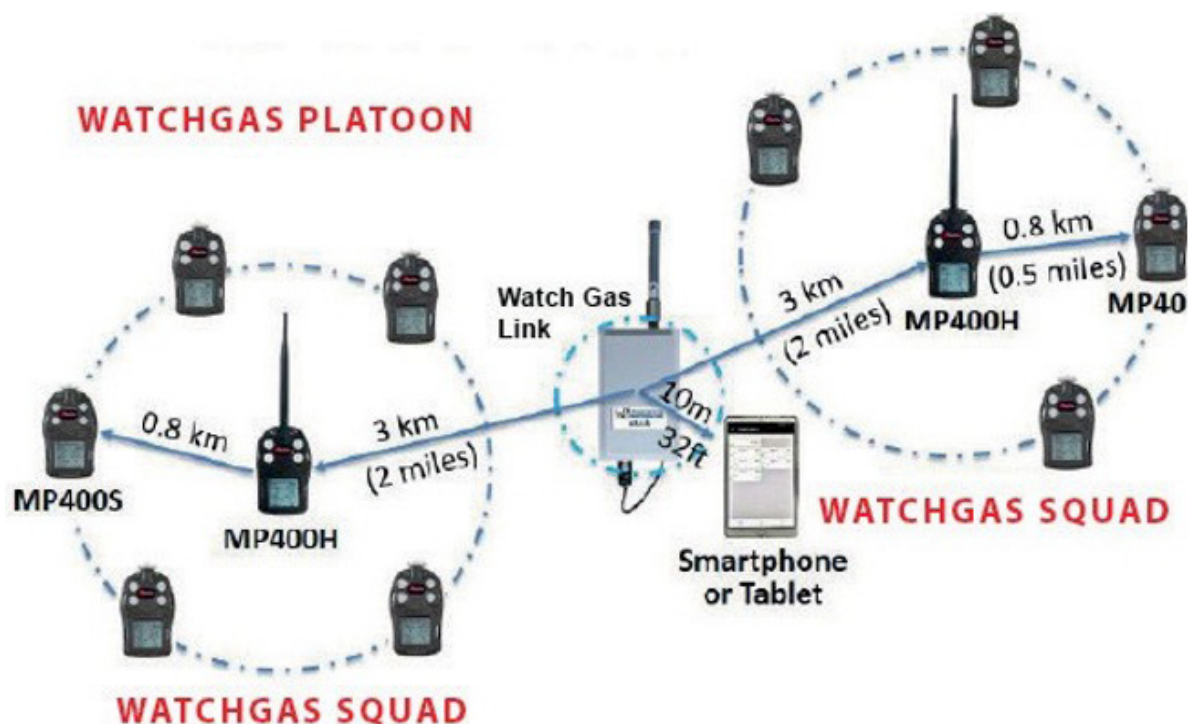 WATCHGAS PLATOON
0.8 km
(0.5 miles)
MP40
MP400H
3 km
(2 miles)
Watch Gas
Link
10m
32ft
0.8 km
3 km
(2 miles)
MP400S
MP400H
Smartphone
or Tablet
WATCHGAS SQUAD
WATCHGAS SQUAD